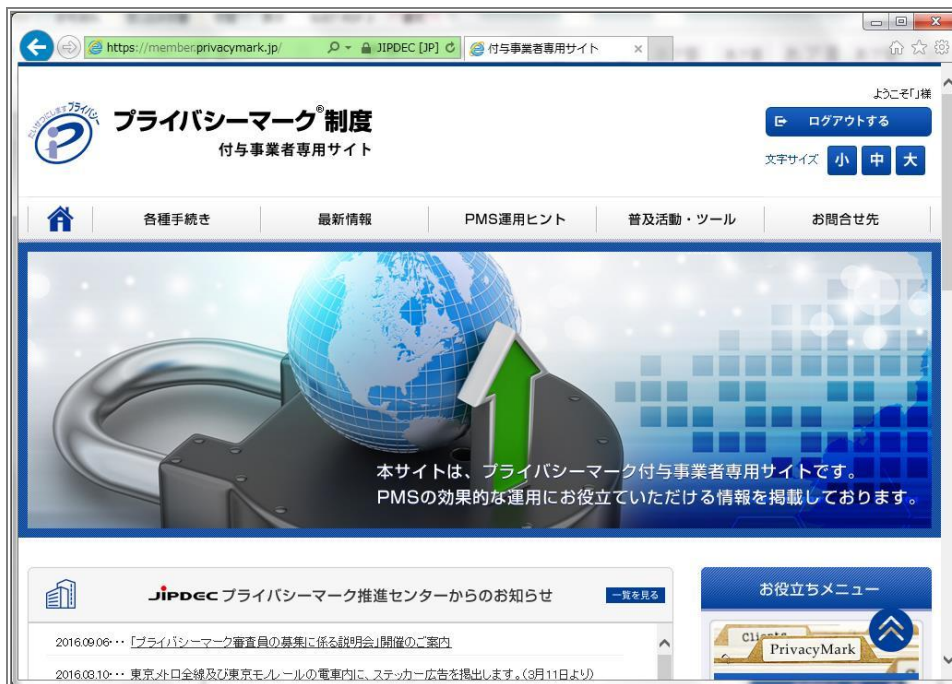 https://member.privacymark.jp/
JIPDEC [JP]
付与事業者専用サイト
ようこそ「」様
たいせつにしますプライバシー
プライバシーマーク®制度
付与事業者専用サイト
ログアウトする
文字サイズ 小 中 大
各種手続き 最新情報 PMS運用ヒント 普及活動・ツール お問合せ先
本サイトは、プライバシーマーク付与事業者専用サイトです。
PMSの効果的な運用にお役立ていただける情報を掲載しております。
JIPDEC プライバシーマーク推進センターからのお知らせ 一覧を見る
お役立ちメニュー
2016.09.06・・・「プライバシーマーク審査員の募集に係る説明会」開催のご案内
2016.03.10・・・東京メトロ全線及び東京モノレールの電車内に、ステッカー広告を掲出します。(3月11日より)
Clients
PrivacyMark